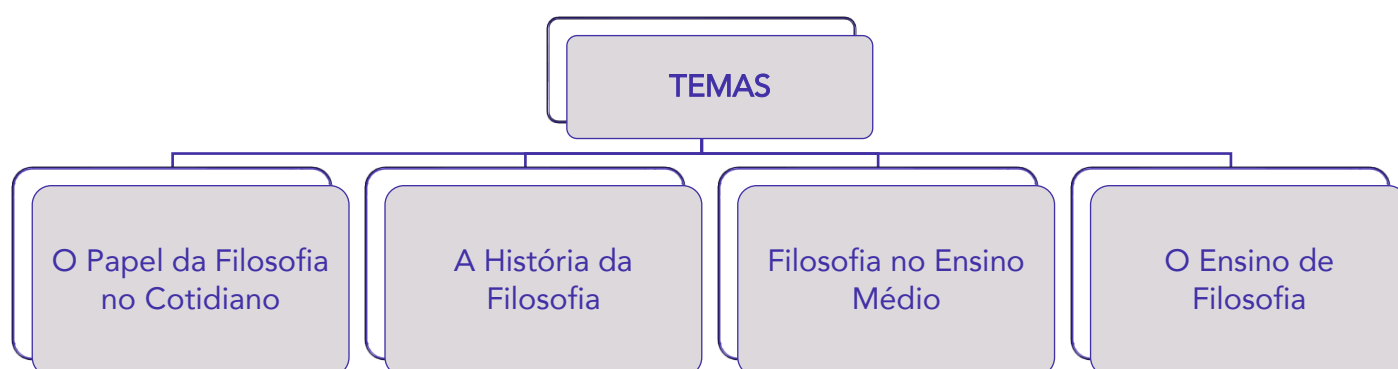 TEMAS
O Papel da Filosofia
no Cotidiano
A História da
Filosofia
Filosofia no Ensino
Médio
O Ensino de
Filosofia